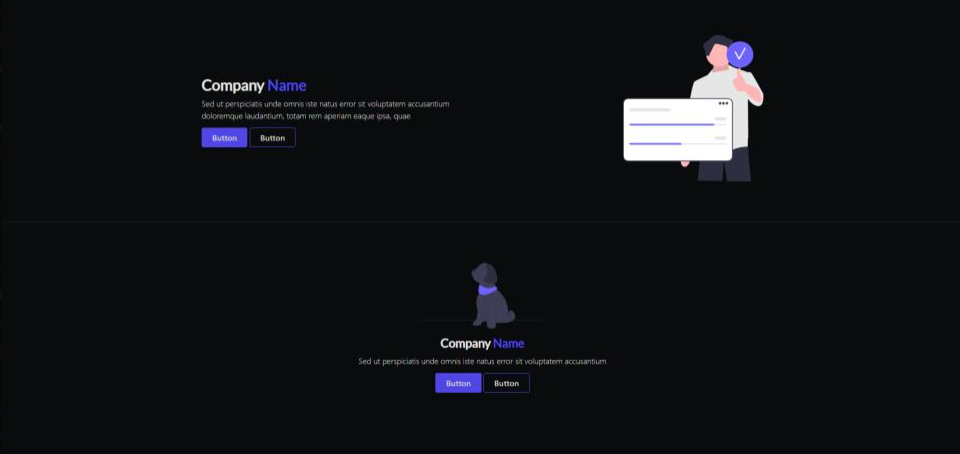 Company Name
Sed ut perspiciatis unde omnis iste natus error sit voluptatem accusantium
doloremque laudantium, totam rem aperiam eaque ipsa, quae
Button Button
Company Name
Sed ut perspiciatis unde omnis iste natus error sit voluptatem accusantium
Button Button